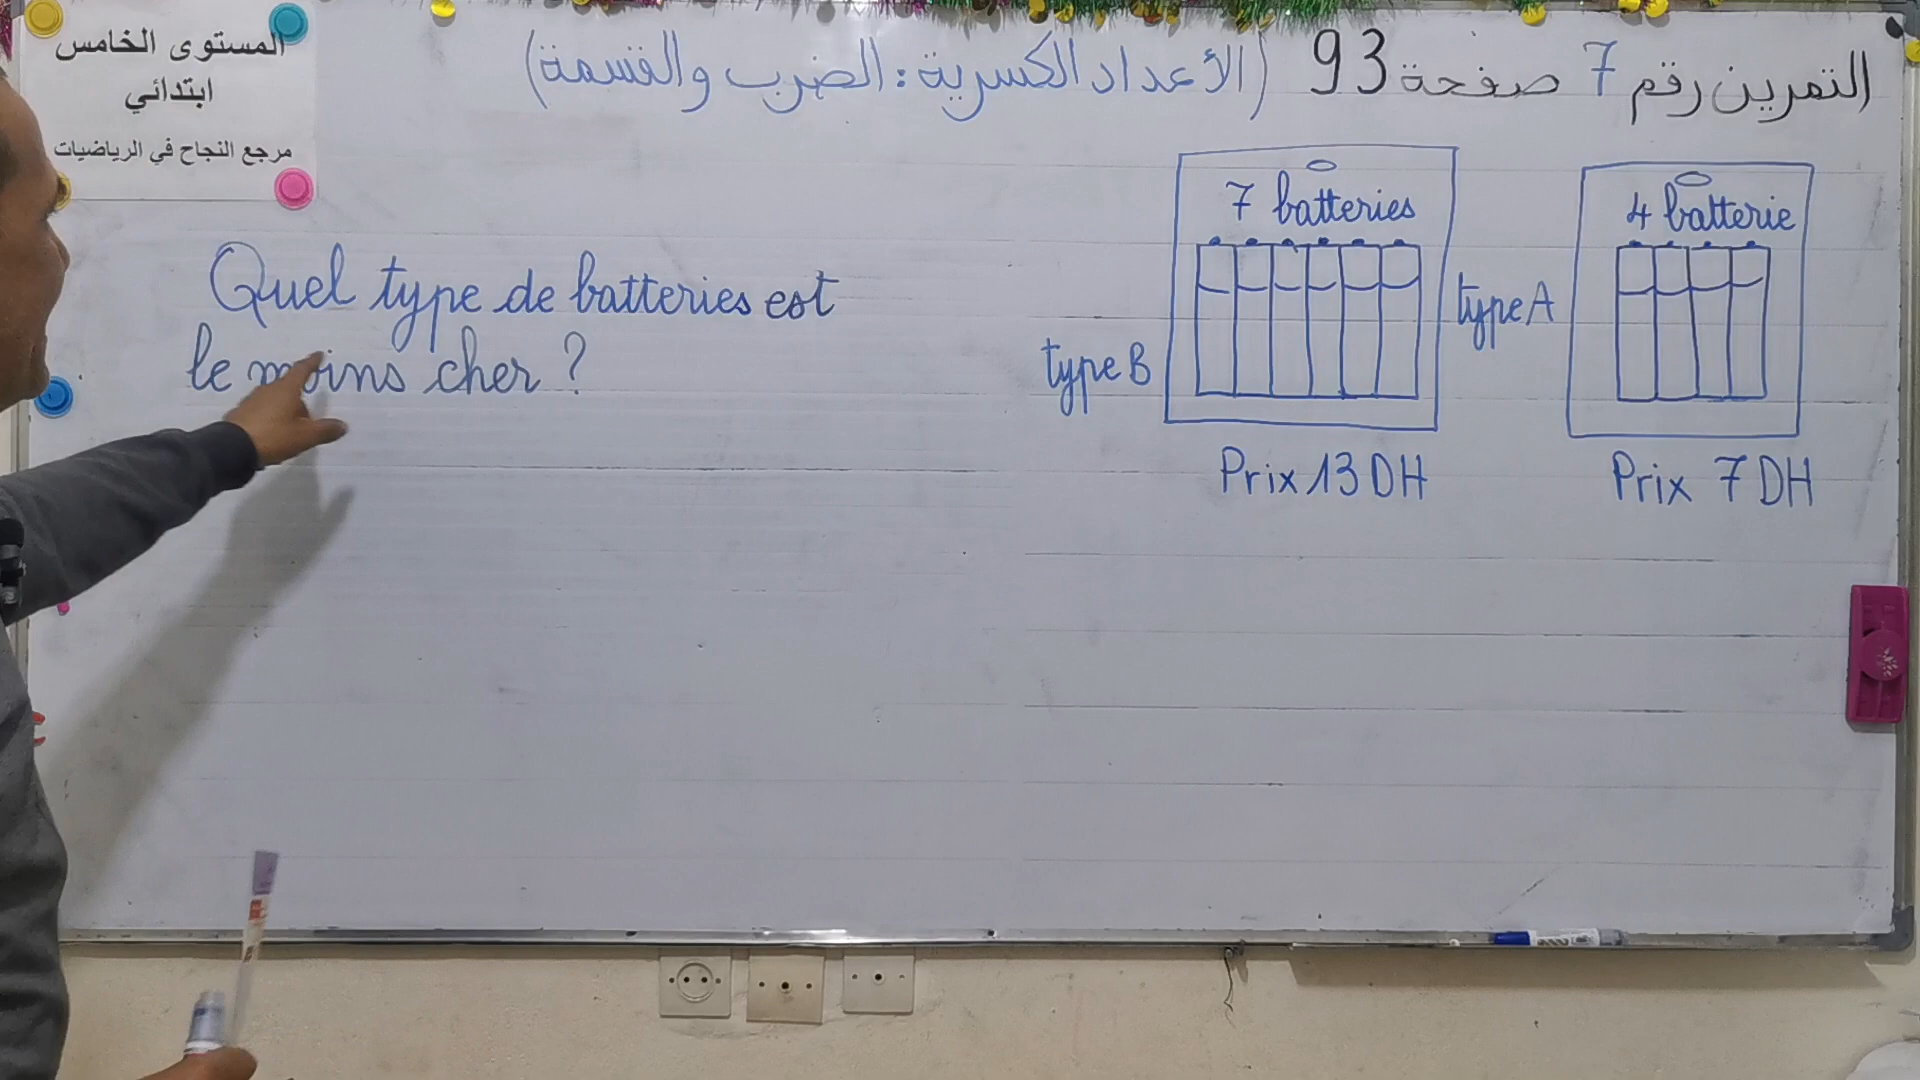 المستوى الخامس
ابتدائي
مرجع النجاح في الرياضيات
التمرين رقم 7 صفحة 93 (الأعداد الكسرية : الضرب والقسمة)
Quel type de batteries est
le moins cher ?
7 batteries
type B
Prix 13 DH
4 batterie
type A
Prix 7 DH